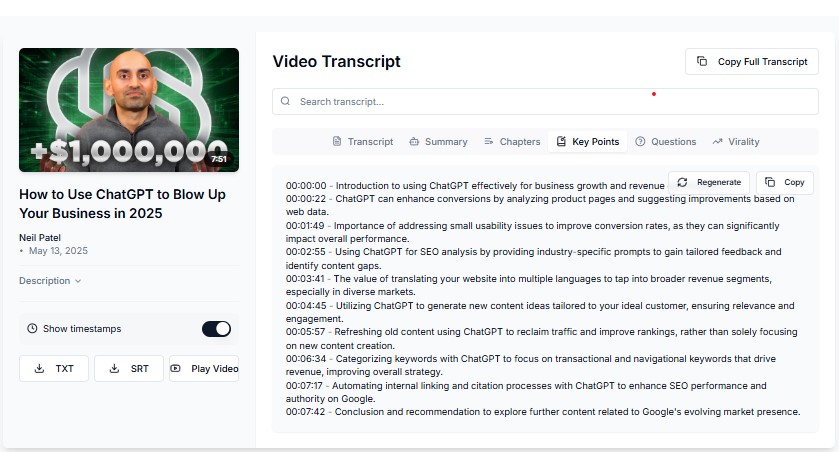 +$1,000,000
7:51
How to Use ChatGPT to Blow Up
Your Business in 2025
Neil Patel
• May 13, 2025
Description
Show timestamps
TXT
SRT
Play Video
Video Transcript
Copy Full Transcript
Search transcript...
Transcript
Summary
Chapters
Key Points
Questions
Virality
Regenerate
Copy
00:00:00 - Introduction to using ChatGPT effectively for business growth and revenue
00:00:22 - ChatGPT can enhance conversions by analyzing product pages and suggesting improvements based on
web data.
00:01:49 - Importance of addressing small usability issues to improve conversion rates, as they can significantly
impact overall performance.
00:02:55 - Using ChatGPT for SEO analysis by providing industry-specific prompts to gain tailored feedback and
identify content gaps.
00:03:41 - The value of translating your website into multiple languages to tap into broader revenue segments,
especially in diverse markets.
00:04:45 - Utilizing ChatGPT to generate new content ideas tailored to your ideal customer, ensuring relevance and
engagement.
00:05:57 - Refreshing old content using ChatGPT to reclaim traffic and improve rankings, rather than solely focusing
on new content creation.
00:06:34 - Categorizing keywords with ChatGPT to focus on transactional and navigational keywords that drive
revenue, improving overall strategy.
00:07:17 - Automating internal linking and citation processes with ChatGPT to enhance SEO performance and
authority on Google.
00:07:42 - Conclusion and recommendation to explore further content related to Google's evolving market presence.